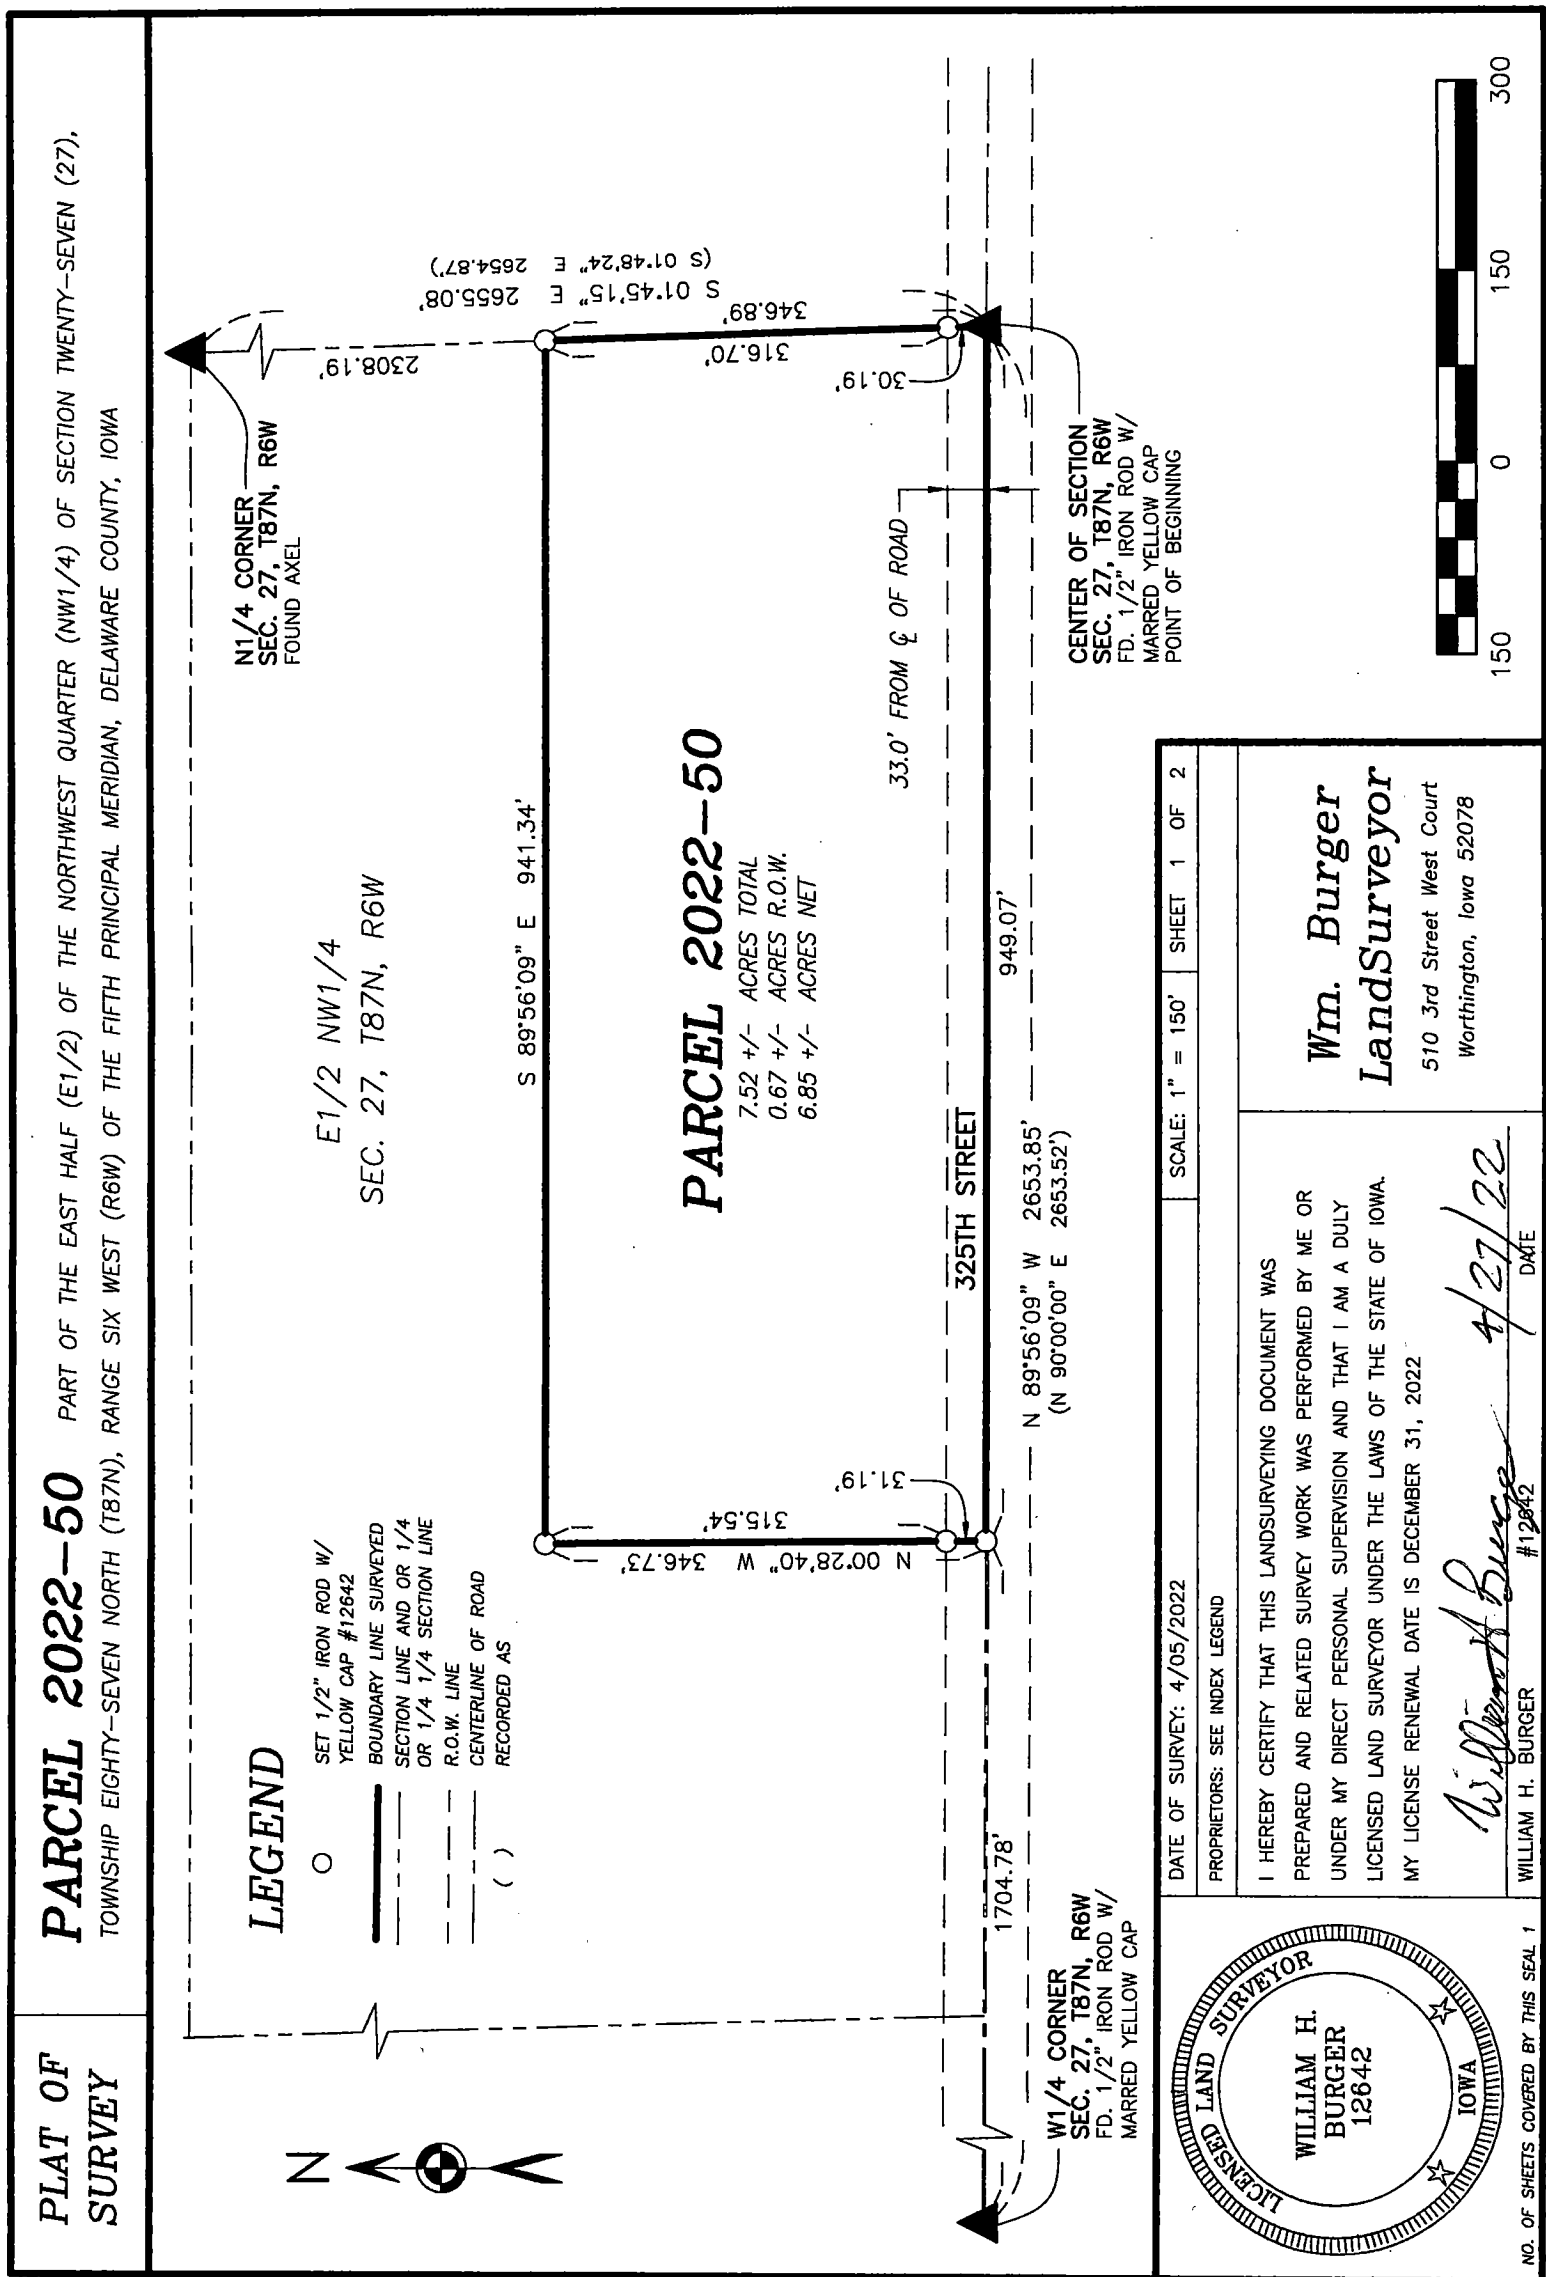 PLAT OF
SURVEY
PARCEL 2022-50 PART OF THE EAST HALF (E1/2) OF THE NORTHWEST QUARTER (NW1/4) OF SECTION TWENTY-SEVEN (27),
TOWNSHIP EIGHTY-SEVEN NORTH (T87N), RANGE SIX WEST (R6W) OF THE FIFTH PRINCIPAL MERIDIAN, DELAWARE COUNTY, IOWA
N
LEGEND
SET 1/2" IRON ROD W/
YELLOW CAP #12642
BOUNDARY LINE SURVEYED
SECTION LINE AND OR 1/4
OR 1/4 1/4 SECTION LINE
R.O.W. LINE
CENTERLINE OF ROAD
( ) RECORDED AS
E1/2 NW1/4
SEC. 27, T87N, R6W
N1/4 CORNER
SEC. 27, T87N, R6W
FOUND AXEL
2308.19'
S 01°45'15" E 2655.08'
(S 01°48'24" E 2654.87')
S 89°56'09" E 941.34'
346.89'
316.70'
30.19'
PARCEL 2022-50
7.52 +/- ACRES TOTAL
0.67 +/- ACRES R.O.W.
6.85 +/- ACRES NET
N 00°28'40" W 346.73'
315.54'
31.19'
33.0' FROM ℄ OF ROAD
325TH STREET
1704.78'
949.07'
N 89°56'09" W 2653.85'
(N 90°00'00" E 2653.52')
W1/4 CORNER
SEC. 27, T87N, R6W
FD. 1/2" IRON ROD W/
MARRED YELLOW CAP
CENTER OF SECTION
SEC. 27, T87N, R6W
FD. 1/2" IRON ROD W/
MARRED YELLOW CAP
POINT OF BEGINNING
150 0 150 300
LICENSED LAND SURVEYOR
WILLIAM H.
BURGER
12642
IOWA
NO. OF SHEETS COVERED BY THIS SEAL 1
DATE OF SURVEY: 4/05/2022
SCALE: 1" = 150'
SHEET 1 OF 2
PROPRIETORS: SEE INDEX LEGEND
I HEREBY CERTIFY THAT THIS LANDSURVEYING DOCUMENT WAS
PREPARED AND RELATED SURVEY WORK WAS PERFORMED BY ME OR
UNDER MY DIRECT PERSONAL SUPERVISION AND THAT I AM A DULY
LICENSED LAND SURVEYOR UNDER THE LAWS OF THE STATE OF IOWA.
MY LICENSE RENEWAL DATE IS DECEMBER 31, 2022
William H Burger 4/27/22
WILLIAM H. BURGER #12642 DATE
Wm. Burger
LandSurveyor
510 3rd Street West Court
Worthington, Iowa 52078